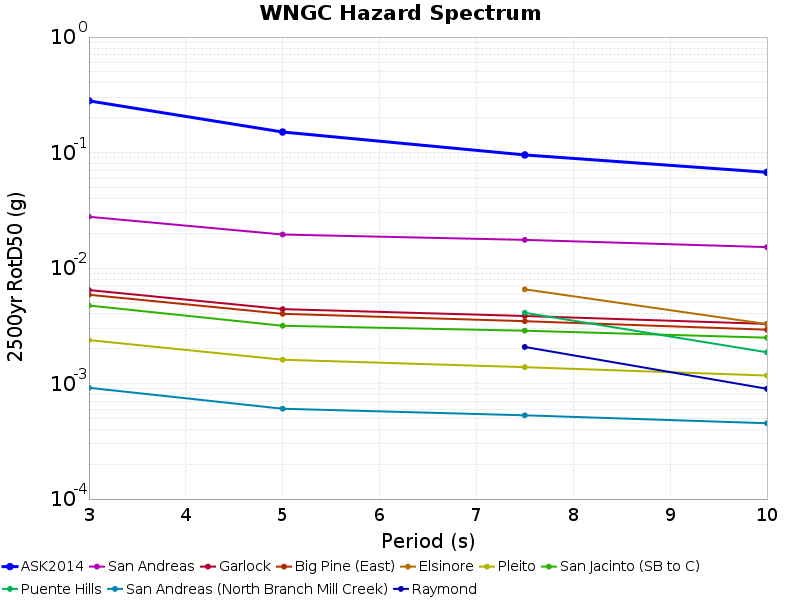 WNGC Hazard Spectrum
10^0
10^-1
10^-2
10^-3
10^-4
2500yr RotD50 (g)
3 4 5 6 7 8 9 10
Period (s)
ASK2014 San Andreas Garlock Big Pine (East) Elsinore Pleito San Jacinto (SB to C)
Puente Hills San Andreas (North Branch Mill Creek) Raymond